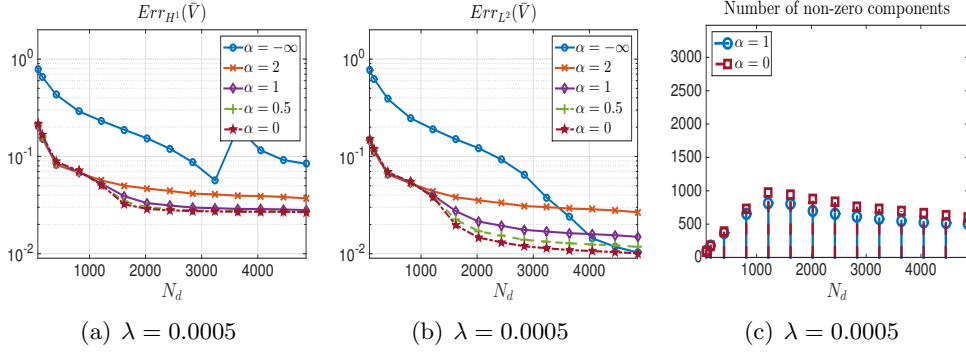 Err_{H^1}(V̄)
10^0
10^{-1}
10^{-2}
1000 2000 3000 4000
N_d
α = −∞
α = 2
α = 1
α = 0.5
α = 0
(a) λ = 0.0005
Err_{L^2}(V̄)
10^0
10^{-1}
10^{-2}
1000 2000 3000 4000
N_d
α = −∞
α = 2
α = 1
α = 0.5
α = 0
(b) λ = 0.0005
Number of non-zero components
3500
3000
2500
2000
1500
1000
500
0
1000 2000 3000 4000
N_d
α = 1
α = 0
(c) λ = 0.0005